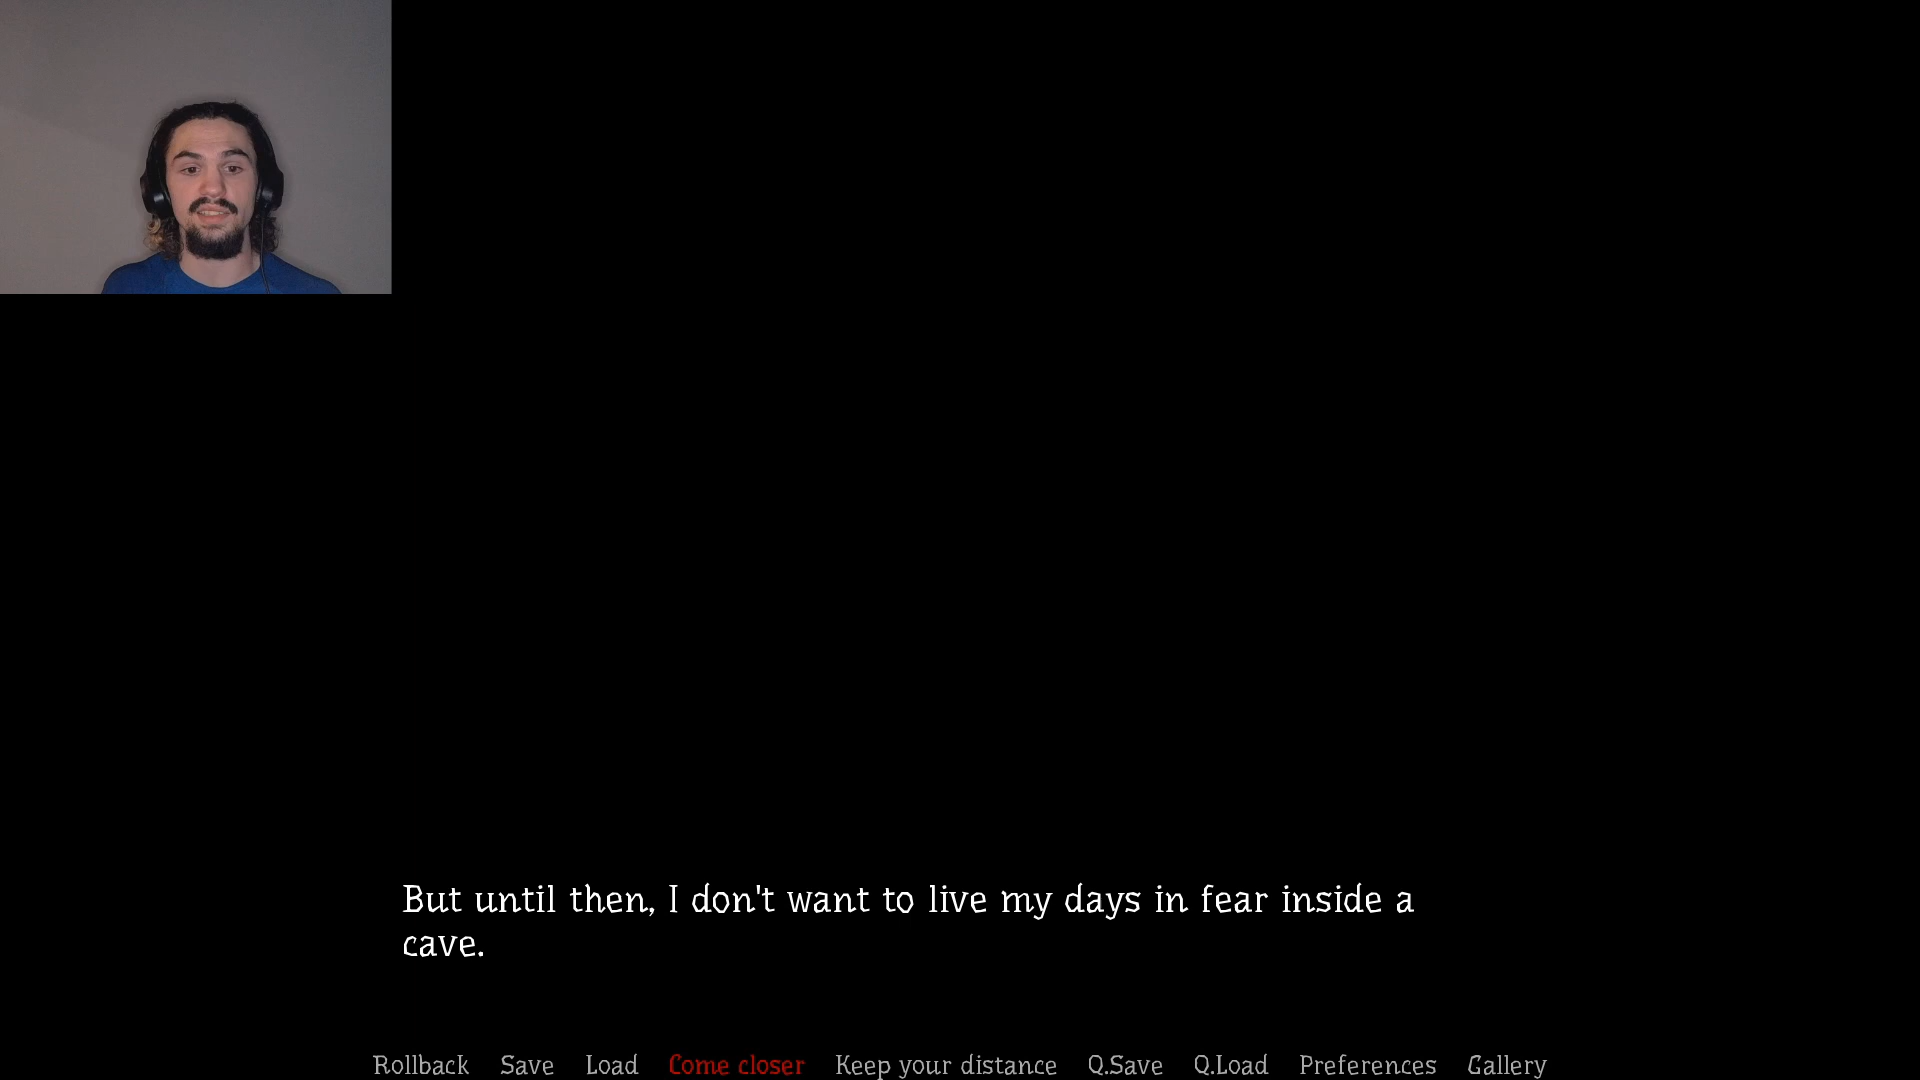 But until then, I don't want to live my days in fear inside a
cave.
Rollback Save Load Come closer Keep your distance Q.Save Q.Load Preferences Gallery